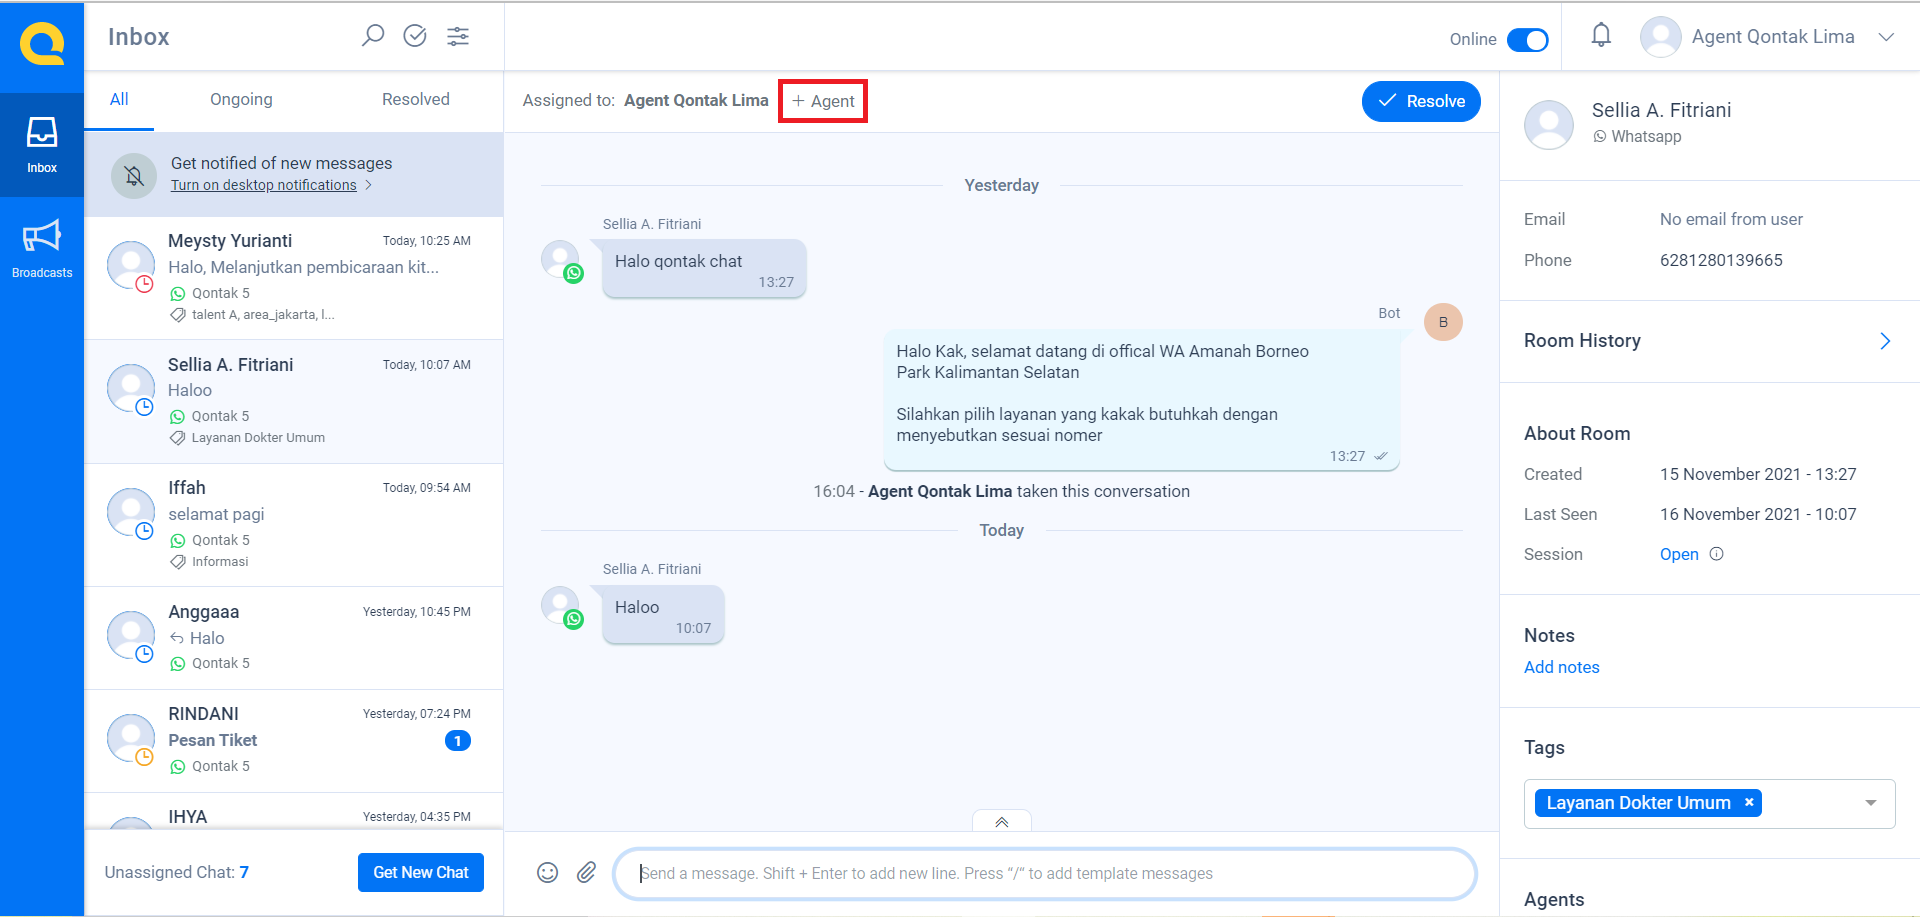 Inbox
Online
Agent Qontak Lima
Inbox
Broadcasts
All
Ongoing
Resolved
Get notified of new messages
Turn on desktop notifications
Meysty Yurianti
Today, 10:25 AM
Halo, Melanjutkan pembicaraan kit...
Qontak 5
talent A, area_jakarta, l...
Sellia A. Fitriani
Today, 10:07 AM
Haloo
Qontak 5
Layanan Dokter Umum
Iffah
Today, 09:54 AM
selamat pagi
Qontak 5
Informasi
Anggaaa
Yesterday, 10:45 PM
Halo
Qontak 5
RINDANI
Yesterday, 07:24 PM
Pesan Tiket
1
Qontak 5
IHYA
Yesterday, 04:35 PM
Unassigned Chat: 7
Get New Chat
Assigned to: Agent Qontak Lima
+ Agent
Resolve
Yesterday
Sellia A. Fitriani
Halo qontak chat
13:27
Bot
B
Halo Kak, selamat datang di offical WA Amanah Borneo
Park Kalimantan Selatan
Silahkan pilih layanan yang kakak butuhkah dengan
menyebutkan sesuai nomer
13:27
16:04 - Agent Qontak Lima taken this conversation
Today
Sellia A. Fitriani
Haloo
10:07
Send a message. Shift + Enter to add new line. Press “/“ to add template messages
Sellia A. Fitriani
Whatsapp
Email No email from user
Phone 6281280139665
Room History
About Room
Created 15 November 2021 - 13:27
Last Seen 16 November 2021 - 10:07
Session Open
Notes
Add notes
Tags
Layanan Dokter Umum ×
Agents